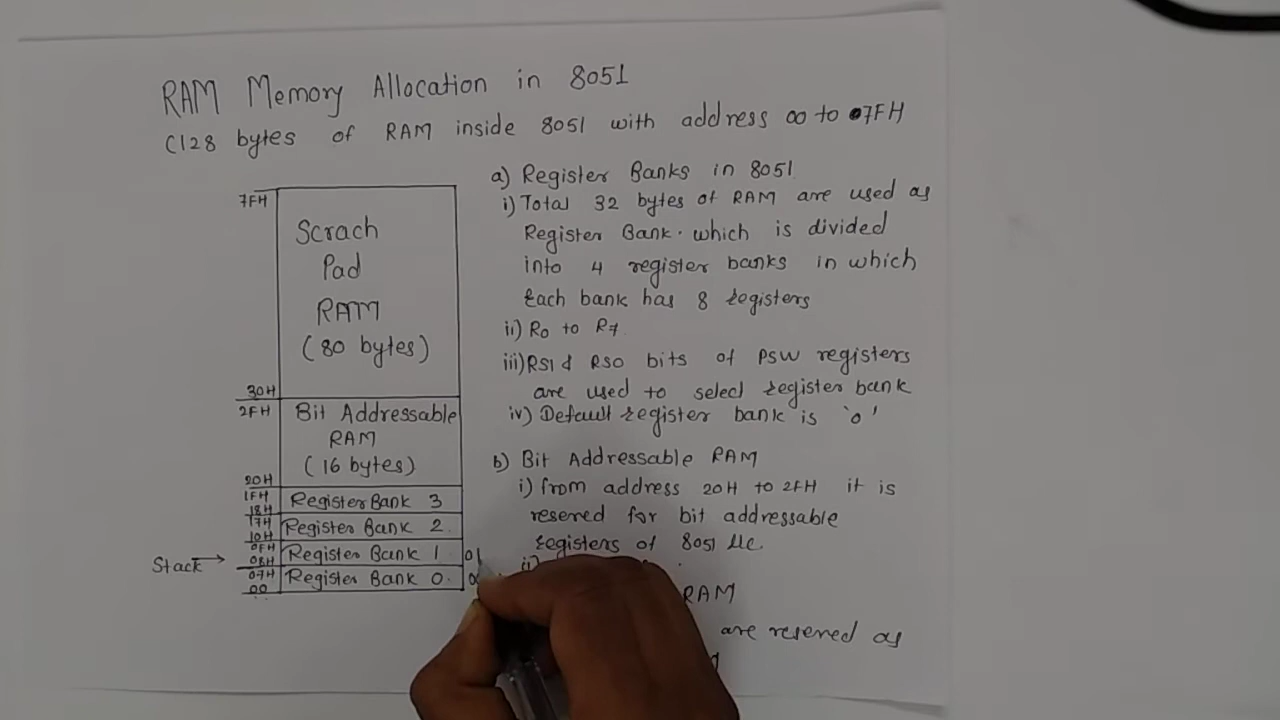 RAM Memory Allocation in 8051
(128 bytes of RAM inside 8051 with address 00 to 07FH
7FH
Scrach
Pad
RAM
(80 bytes)
30H
2FH
Bit Addressable
RAM
(16 bytes)
20H
1FH
18H
Register Bank 3
17H
10H
Register Bank 2.
0FH
08H
Register Bank 1. 01
07H
00
Register Bank 0.
Stack →
a) Register Banks in 8051
i) Total 32 bytes of RAM are used as
Register Bank. which is divided
into 4 register banks in which
Each bank has 8 registers
ii) R0 to R7
iii) RS1 & RS0 bits of PSW registers
are used to select register bank
iv) Default register bank is '0'
b) Bit Addressable RAM
i) from address 20H to 2FH it is
resered for bit addressable
registers of 8051 μc.
RAM
are resered as